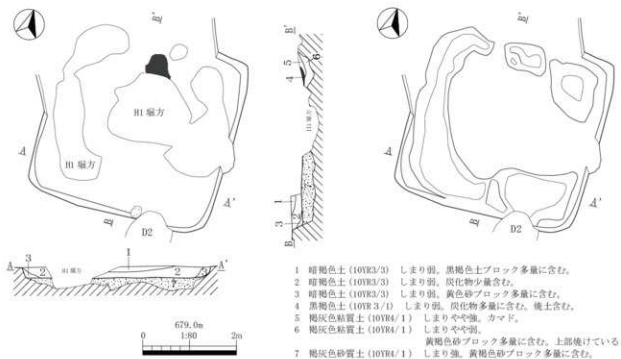 B'
H1 堀方
H1 堀方
A
A'
B
D2
B'
6
5
4
H1 堀方
1
2
3
B
B'
A
A'
B
D2
A
3
2
H1 堀方
1
2
3
A'
7
679.0m
0 1:80 2m
1 暗褐色土 (10YR3/3) しまり弱。黒褐色土ブロック多量に含む。
2 暗褐色土 (10YR3/3) しまり弱。炭化物少量含む。
3 暗褐色土 (10YR3/3) しまり弱。黄色砂ブロック多量に含む。
4 黒褐色土 (10YR 3/1) しまり弱。炭化物多量に含む。焼土含む。
5 褐灰色粘質土 (10YR4/1) しまりやや強。カマド。
6 褐灰色粘質土 (10YR4/1) しまりやや弱。
黄褐色砂ブロック多量に含む。上部焼けている
7 褐灰色砂質土 (10YR4/1) しまり強。黄褐色砂ブロック多量に含む。